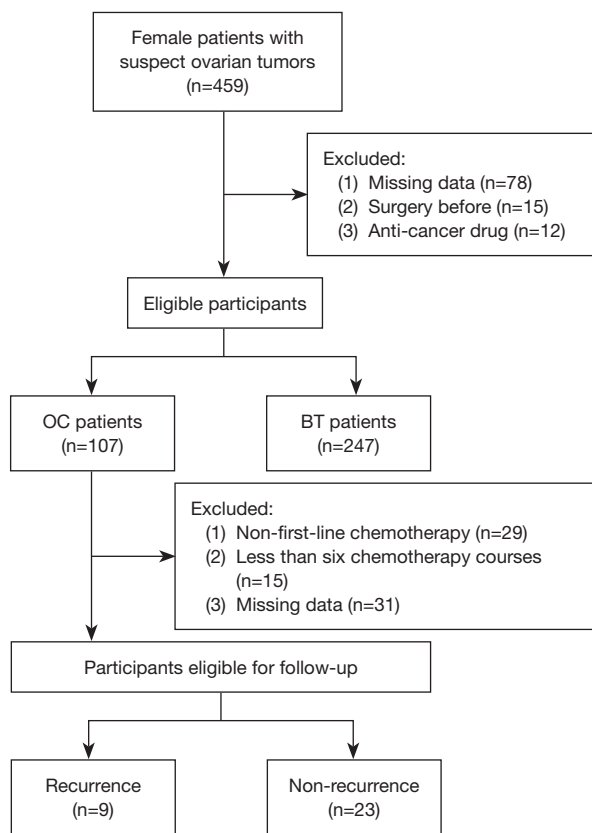 Female patients with
suspect ovarian tumors
(n=459)
Excluded:
(1) Missing data (n=78)
(2) Surgery before (n=15)
(3) Anti-cancer drug (n=12)
Eligible participants
OC patients
(n=107)
BT patients
(n=247)
Excluded:
(1) Non-first-line chemotherapy (n=29)
(2) Less than six chemotherapy courses
(n=15)
(3) Missing data (n=31)
Participants eligible for follow-up
Recurrence
(n=9)
Non-recurrence
(n=23)